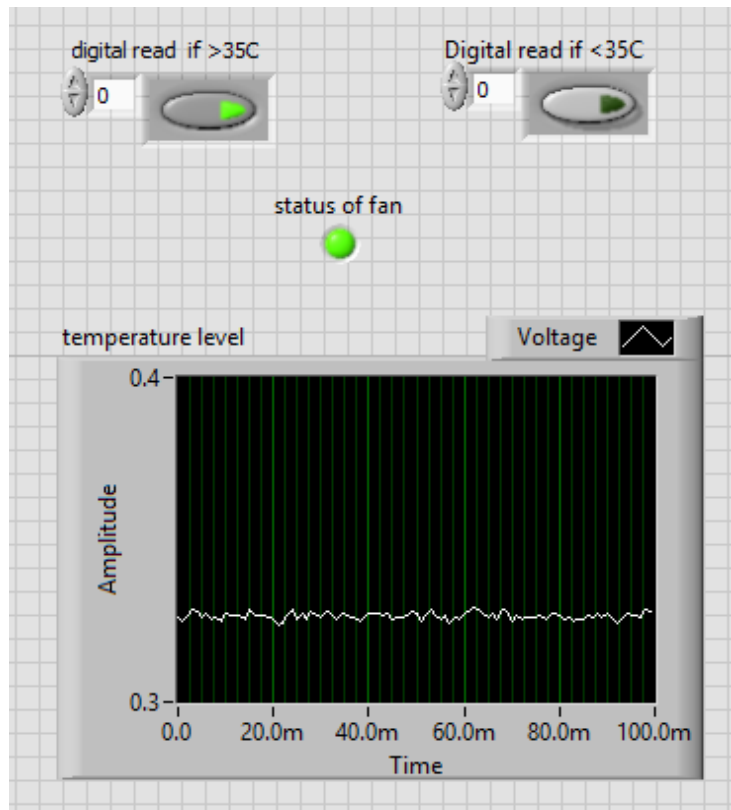 digital read  if >35C
Digital read if <35C
0
0
status of fan
temperature level
Voltage
0.4
Amplitude
0.3
0.0 20.0m 40.0m 60.0m 80.0m 100.0m
Time